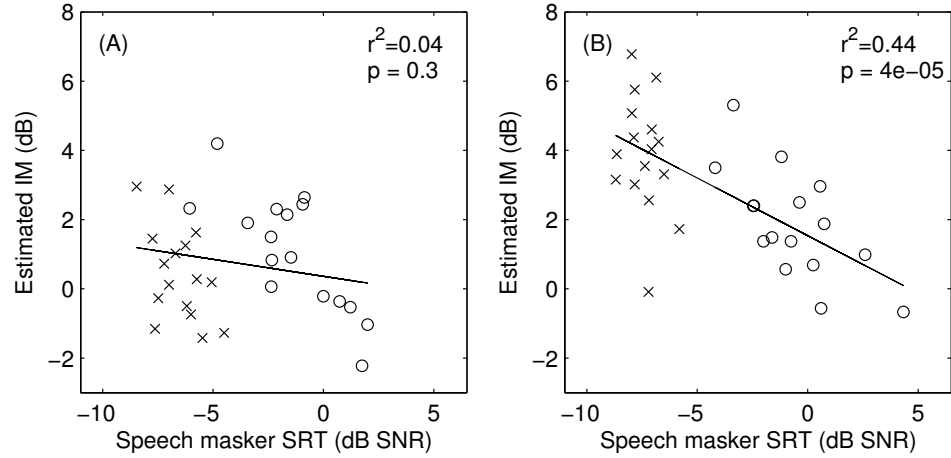 (A)
r²=0.04
p = 0.3
8
6
4
2
0
−2
−10
−5
0
5
Estimated IM (dB)
Speech masker SRT (dB SNR)
(B)
r²=0.44
p = 4e−05
8
6
4
2
0
−2
−10
−5
0
5
Estimated IM (dB)
Speech masker SRT (dB SNR)